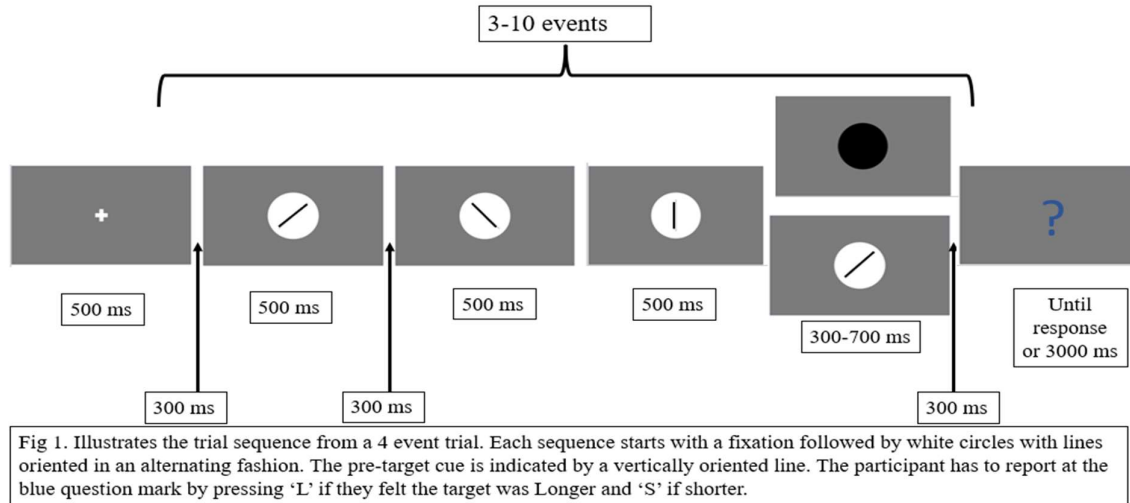 3-10 events
?
500 ms
500 ms
500 ms
500 ms
300-700 ms
Until
response
or 3000 ms
300 ms
300 ms
300 ms
Fig 1. Illustrates the trial sequence from a 4 event trial. Each sequence starts with a fixation followed by white circles with lines
oriented in an alternating fashion. The pre-target cue is indicated by a vertically oriented line. The participant has to report at the
blue question mark by pressing ‘L’ if they felt the target was Longer and ‘S’ if shorter.